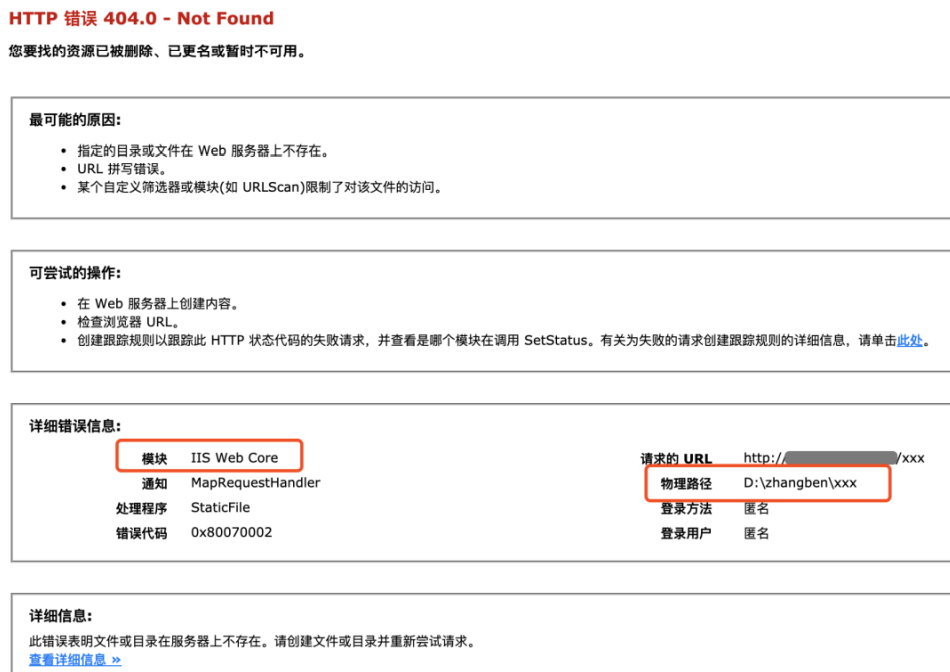 HTTP 错误 404.0 - Not Found
您要找的资源已被删除、已更名或暂时不可用。
最可能的原因:
• 指定的目录或文件在 Web 服务器上不存在。
• URL 拼写错误。
• 某个自定义筛选器或模块(如 URLScan)限制了对该文件的访问。
可尝试的操作:
• 在 Web 服务器上创建内容。
• 检查浏览器 URL。
• 创建跟踪规则以跟踪此 HTTP 状态代码的失败请求，并查看是哪个模块在调用 SetStatus。有关为失败的请求创建跟踪规则的详细信息，请单击此处。
详细错误信息:
模块 IIS Web Core
通知 MapRequestHandler
处理程序 StaticFile
错误代码 0x80070002
请求的 URL http:// /xxx
物理路径 D:\zhangben\xxx
登录方法 匿名
登录用户 匿名
详细信息:
此错误表明文件或目录在服务器上不存在。请创建文件或目录并重新尝试请求。
查看详细信息 »